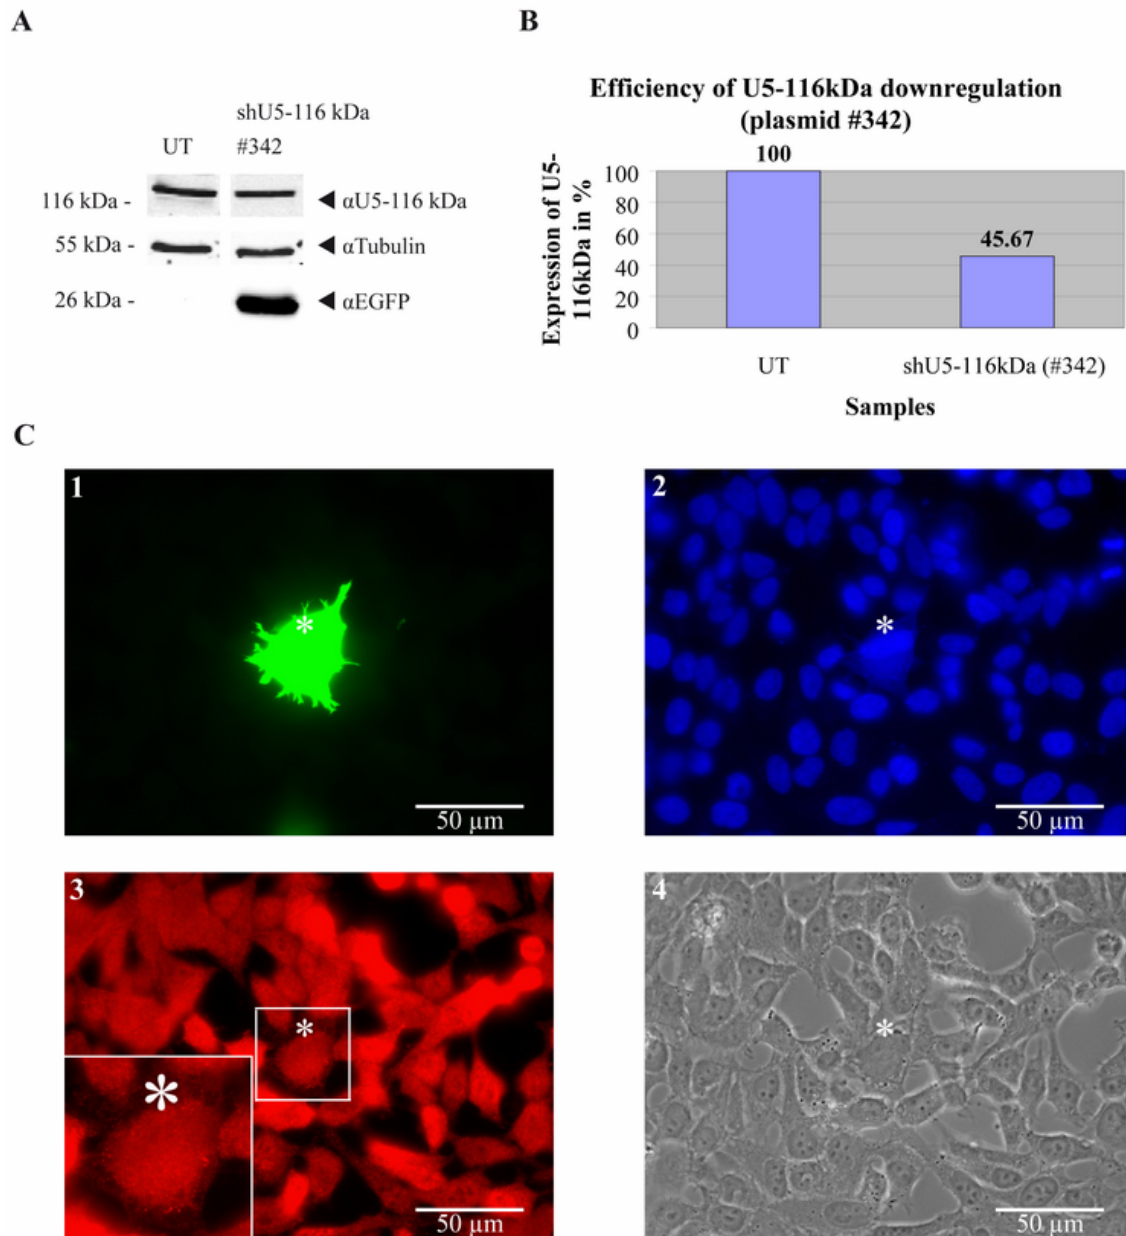 A
shU5-116 kDa
UT #342
116 kDa - ◄ αU5-116 kDa
55 kDa - ◄ αTubulin
26 kDa - ◄ αEGFP
B
Efficiency of U5-116kDa downregulation
(plasmid #342)
Expression of U5-
116kDa in %
100
80
60
40
20
0
100
45.67
UT shU5-116kDa (#342)
Samples
C
1
*
50 µm
2
*
50 µm
3
*
*
50 µm
4
*
50 µm